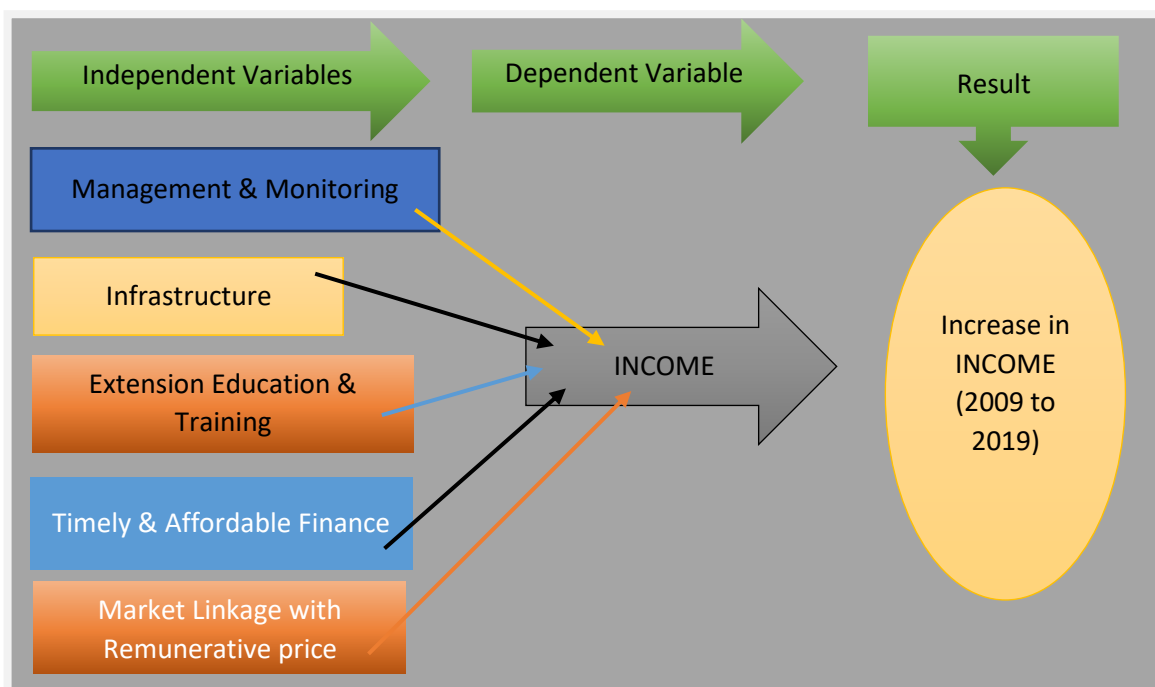 Independent Variables
Dependent Variable
Result
Management & Monitoring
Infrastructure
Extension Education &
Training
Timely & Affordable Finance
Market Linkage with
Remunerative price
INCOME
Increase in
INCOME
(2009 to
2019)